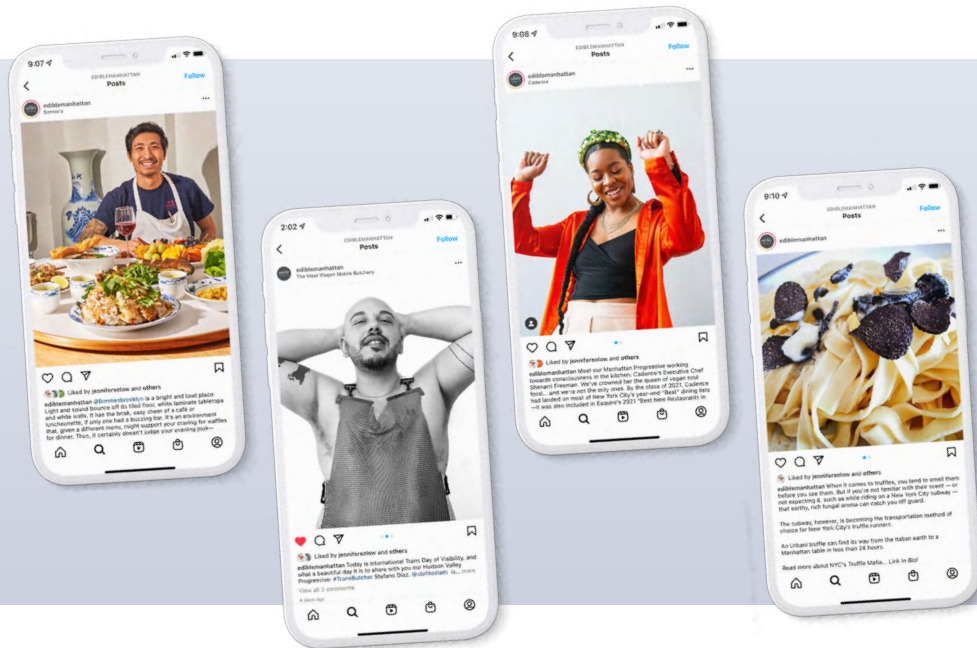 9:07
EDIBLEMANHATTAN
Posts
Follow
ediblemanhattan
Bonnie's
Liked by jenniferestow and others
ediblemanhattan @bonniesbrooklyn is a bright and loud place.
Light and sound bounce off its tiled floor, white laminate tabletops
and white walls. It has the brisk, easy cheer of a café or
luncheonette, if only one had a buzzing bar. It's an environment
that, given a different menu, might support your craving for waffles
for dinner. Thus, it certainly doesn't lodge your evening
2:02
EDIBLEMANHATTAN
Posts
Follow
ediblemanhattan
The Meat Wagon Mobile Butchery
Liked by jenniferestow and others
ediblemanhattan Today is International Trans Day of Visibility, and
what a beautiful day it is to share with you our Hudson Valley
Progressive: #TransButcher Stefano Diaz,
is... more
View all 3 comments
4 days ago
9:08
EDIBLEMANHATTAN
Posts
Follow
ediblemanhattan
Cadence
Liked by jenniferestow and others
ediblemanhattan Meet our Manhattan Progressive working
towards consciousness in the kitchen: Cadence's Executive Chef
Shenarri Freeman. We've crowned her the queen of vegan soul
food... and we're not the only ones. By the close of 2021, Cadence
had landed on most of New York City's year-end "Best" dining lists
—it was also included in Esquire's 2021 "Best New Restaurants in
9:10
EDIBLEMANHATTAN
Posts
Follow
ediblemanhattan
Liked by jenniferestow and others
ediblemanhattan When it comes to truffles, you tend to smell them
before you see them. But if you're not familiar with their scent — or
not expecting it, such as while riding on a New York City subway —
that earthy, rich fungal aroma can catch you off guard.
The subway, however, is becoming the transportation method of
choice for New York City's truffle runners.
An Urbani truffle can find its way from the Italian earth to a
Manhattan table in less than 24 hours.
Read more about NYC's Truffle Mafia... Link in Bio!